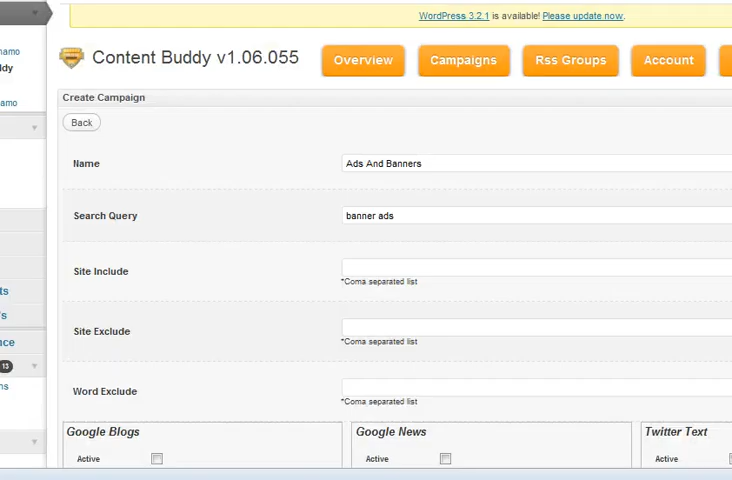 WordPress 3.2.1 is available! Please update now.
Content Buddy v1.06.055
Overview
Campaigns
Rss Groups
Account
Create Campaign
Back
Name
Ads And Banners
Search Query
banner ads
Site Include
*Coma separated list
Site Exclude
*Coma separated list
Word Exclude
*Coma separated list
13
Google Blogs
Google News
Twitter Text
Active
Active
Active